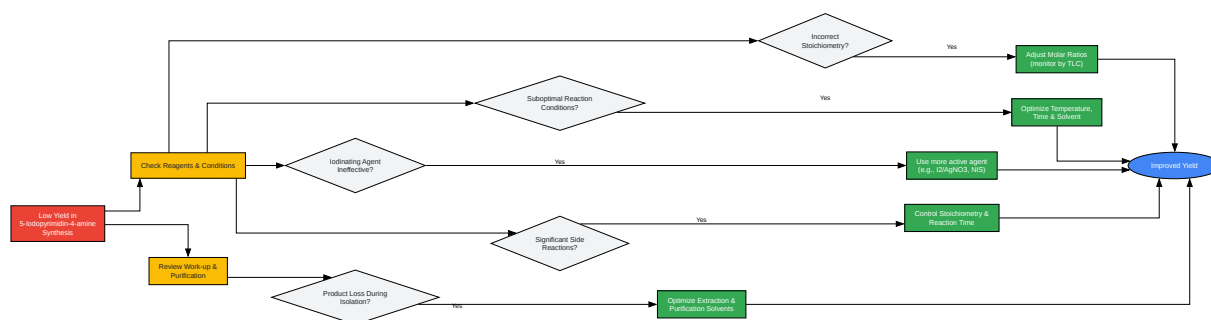 Incorrect
Stoichiometry?
Yes
Adjust Molar Ratios
(monitor by TLC)
Suboptimal Reaction
Conditions?
Yes
Optimize Temperature,
Time & Solvent
Check Reagents & Conditions
Iodinating Agent
Ineffective?
Yes
Use more active agent
(e.g., I2/AgNO3, NIS)
Improved Yield
Low Yield in
5-Iodopyrimidin-4-amine
Synthesis
Significant Side
Reactions?
Yes
Control Stoichiometry &
Reaction Time
Review Work-up &
Purification
Product Loss During
Isolation?
Yes
Optimize Extraction &
Purification Solvents